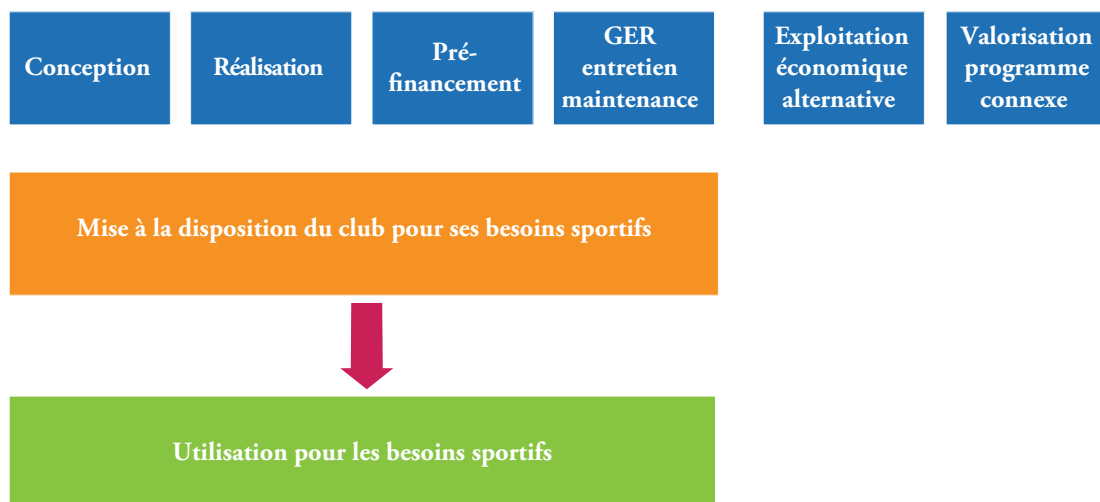 Conception
Réalisation
Pré-
financement
GER
entretien
maintenance
Exploitation
économique
alternative
Valorisation
programme
connexe
Mise à la disposition du club pour ses besoins sportifs
Utilisation pour les besoins sportifs